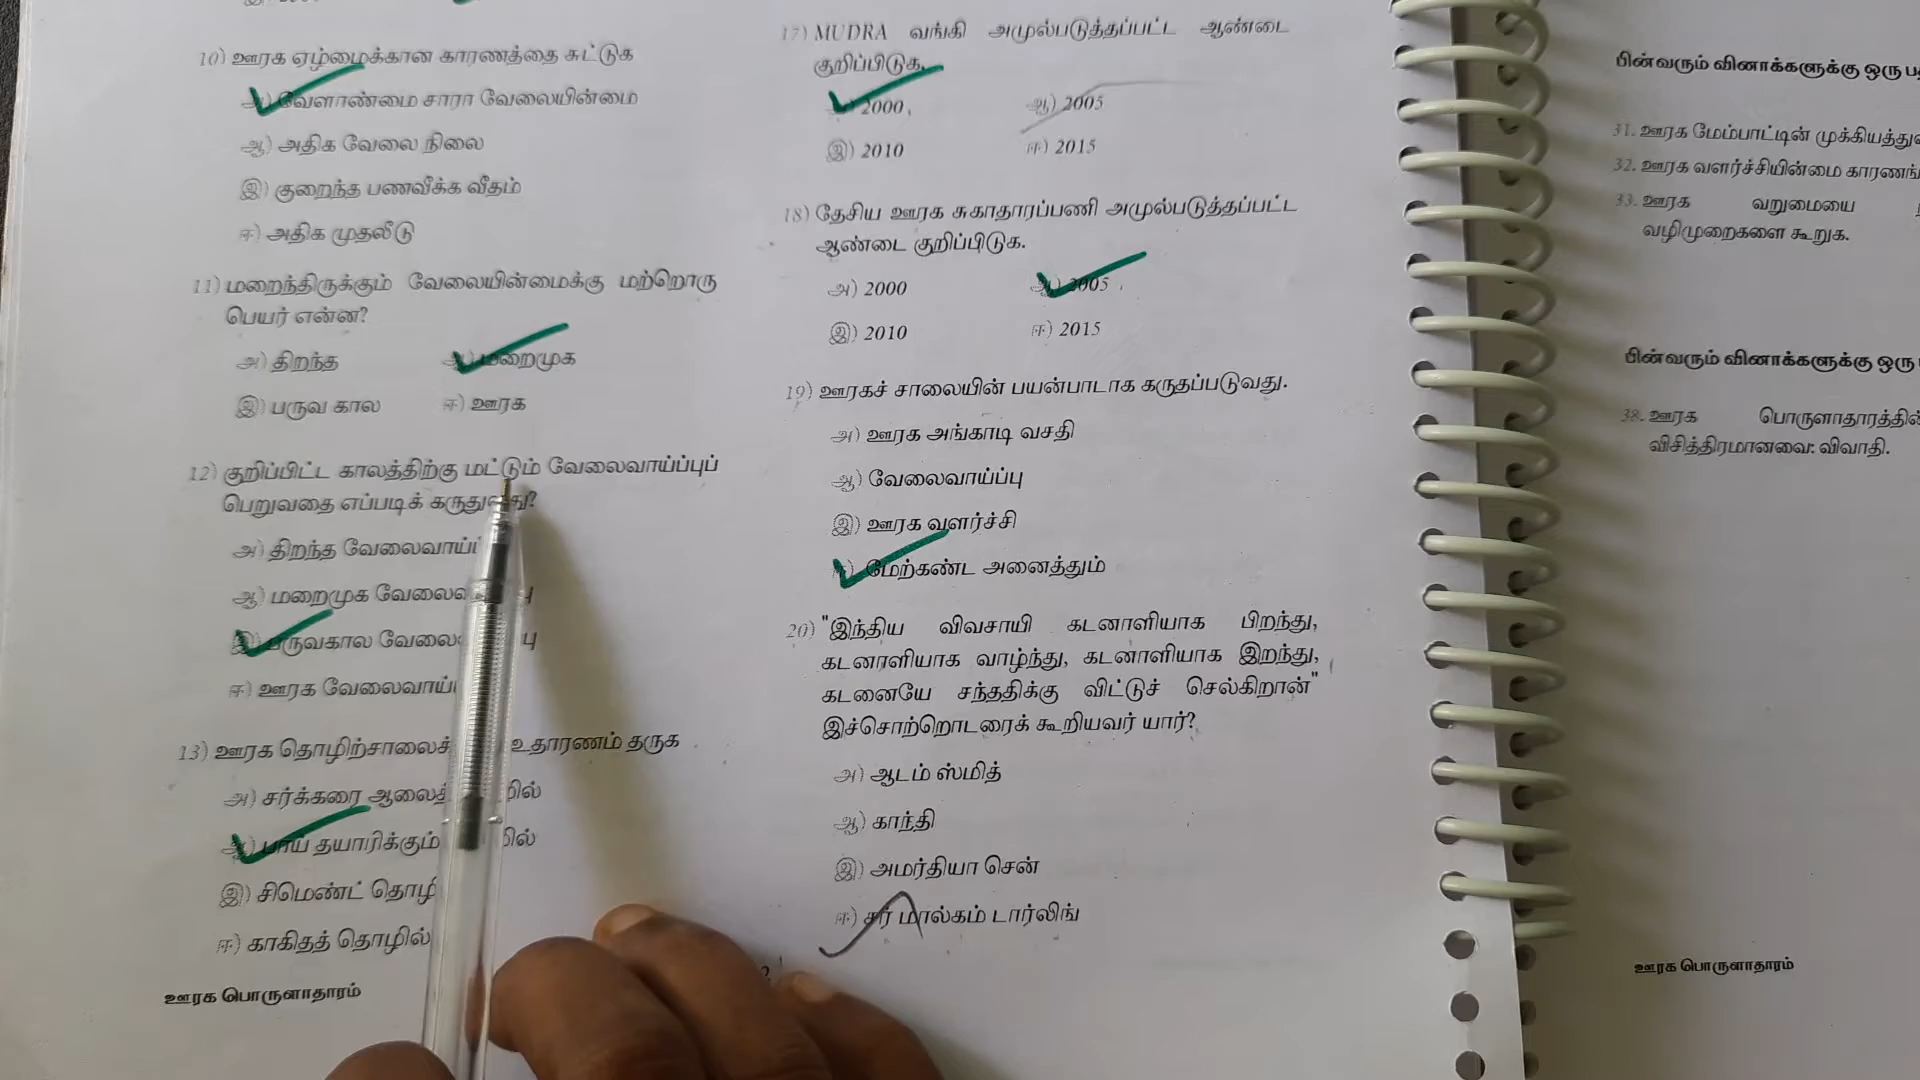 10) ஊரக ஏழ்மைக்கான காரணத்தை சுட்டுக
அ) வேளாண்மை சாரா வேலையின்மை
ஆ) அதிக வேலை நிலை
இ) குறைந்த பணவீக்க வீதம்
ஈ) அதிக முதலீடு
11) மறைந்திருக்கும் வேலையின்மைக்கு மற்றொரு
பெயர் என்ன?
அ) திறந்த ஆ) மறைமுக
இ) பருவ கால ஈ) ஊரக
12) குறிப்பிட்ட காலத்திற்கு மட்டும் வேலைவாய்ப்புப்
பெறுவதை எப்படிக்
அ) திறந்த
ஆ) மறைமுக
இ) பருவகால
ஈ) ஊரக
13) ஊரக உதாரணம் தருக
அ) சர்க்கரை
ஆ) பாய் தயாரிக்கும்
இ) சிமெண்ட்
ஈ) காகிதத் தொழில்
ஊரக பொருளாதாரம்
17) MUDRA வங்கி அமுல்படுத்தப்பட்ட ஆண்டை
குறிப்பிடுக.
அ) 2000 ஆ) 2005
இ) 2010 ஈ) 2015
18) தேசிய ஊரக சுகாதாரப்பணி அமுல்படுத்தப்பட்ட
ஆண்டை குறிப்பிடுக.
அ) 2000 ஆ) 2005
இ) 2010 ஈ) 2015
19) ஊரகச் சாலையின் பயன்பாடாக கருதப்படுவது.
அ) ஊரக அங்காடி வசதி
ஆ) வேலைவாய்ப்பு
இ) ஊரக வளர்ச்சி
ஈ) மேற்கண்ட அனைத்தும்
20) "இந்திய விவசாயி கடனாளியாக பிறந்து,
கடனாளியாக வாழ்ந்து, கடனாளியாக இறந்து,
கடனையே சந்ததிக்கு விட்டுச் செல்கிறான்"
இச்சொற்றொடரைக் கூறியவர் யார்?
அ) ஆடம் ஸ்மித்
ஆ) காந்தி
இ) அமர்தியா சென்
ஈ) சர் மால்கம் டார்லிங்
பின்வரும் வினாக்களுக்கு ஒரு
31. ஊரக மேம்பாட்டின்
32. ஊரக வளர்ச்சியின்மை
33. ஊரக வறுமையை
வழிமுறைகளை கூறுக.
பின்வரும் வினாக்களுக்கு ஒரு
38. ஊரக பொருளாதாரத்தில்
விசித்திரமானவை: விவாதி.
ஊரக பொருளாதாரம்